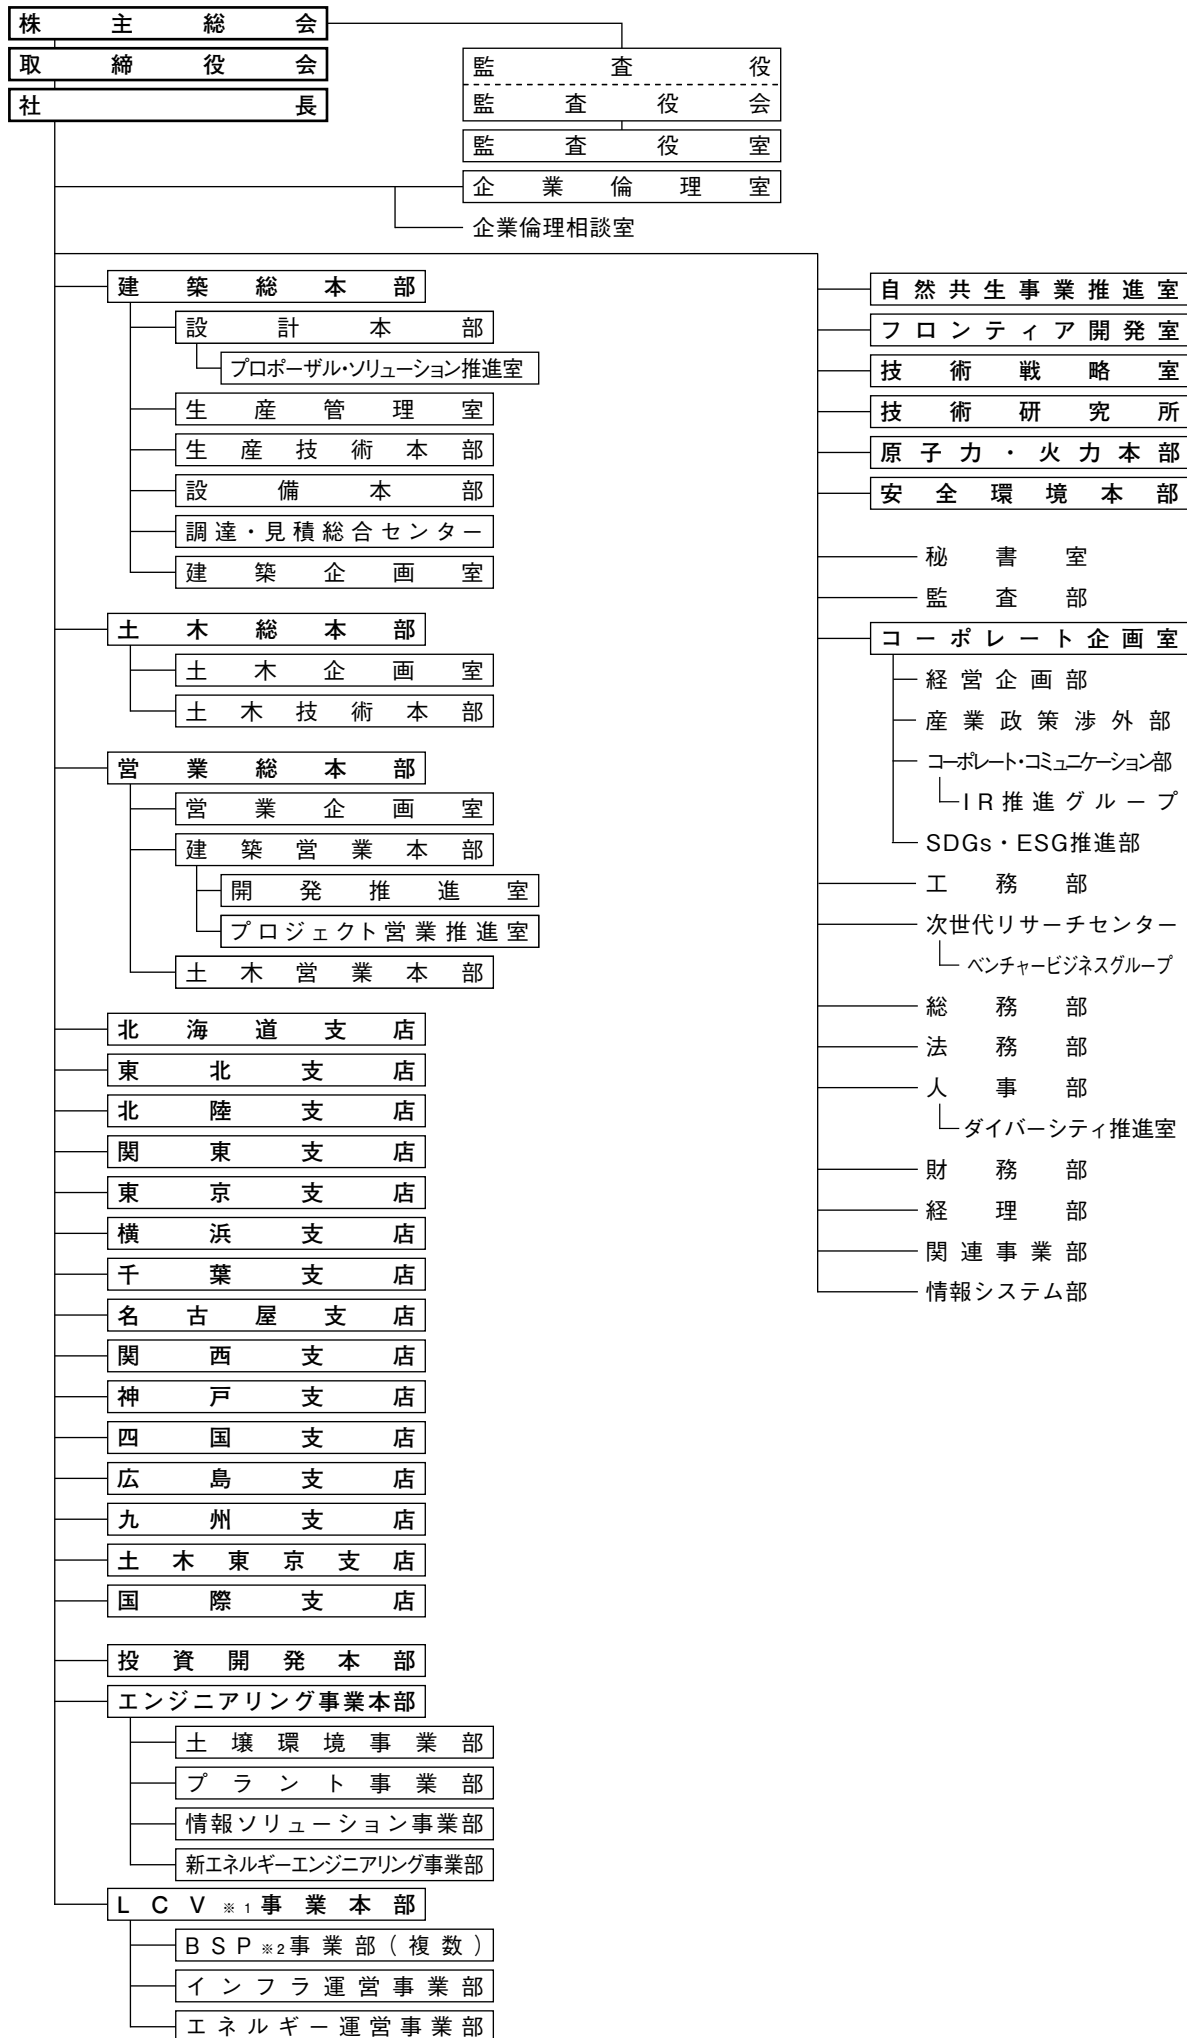 株主総会
取締役会
社長
監査役
監査役会
監査役室
企業倫理室
企業倫理相談室
建築総本部
設計本部
プロポーザル・ソリューション推進室
生産管理室
生産技術本部
設備本部
調達・見積総合センター
建築企画室
土木総本部
土木企画室
土木技術本部
営業総本部
営業企画室
建築営業本部
開発推進室
プロジェクト営業推進室
土木営業本部
北海道支店
東北支店
北陸支店
関東支店
東京支店
横浜支店
千葉支店
名古屋支店
関西支店
神戸支店
四国支店
広島支店
九州支店
土木東京支店
国際支店
投資開発本部
エンジニアリング事業本部
土壌環境事業部
プラント事業部
情報ソリューション事業部
新エネルギーエンジニアリング事業部
LCV※1事業本部
BSP※2事業部(複数)
インフラ運営事業部
エネルギー運営事業部
自然共生事業推進室
フロンティア開発室
技術戦略室
技術研究所
原子力・火力本部
安全環境本部
秘書室
監査部
コーポレート企画室
経営企画部
産業政策渉外部
コーポレート・コミュニケーション部
IR推進グループ
SDGs・ESG推進部
工務部
次世代リサーチセンター
ベンチャービジネスグループ
総務部
法務部
人事部
ダイバーシティ推進室
財務部
経理部
関連事業部
情報システム部